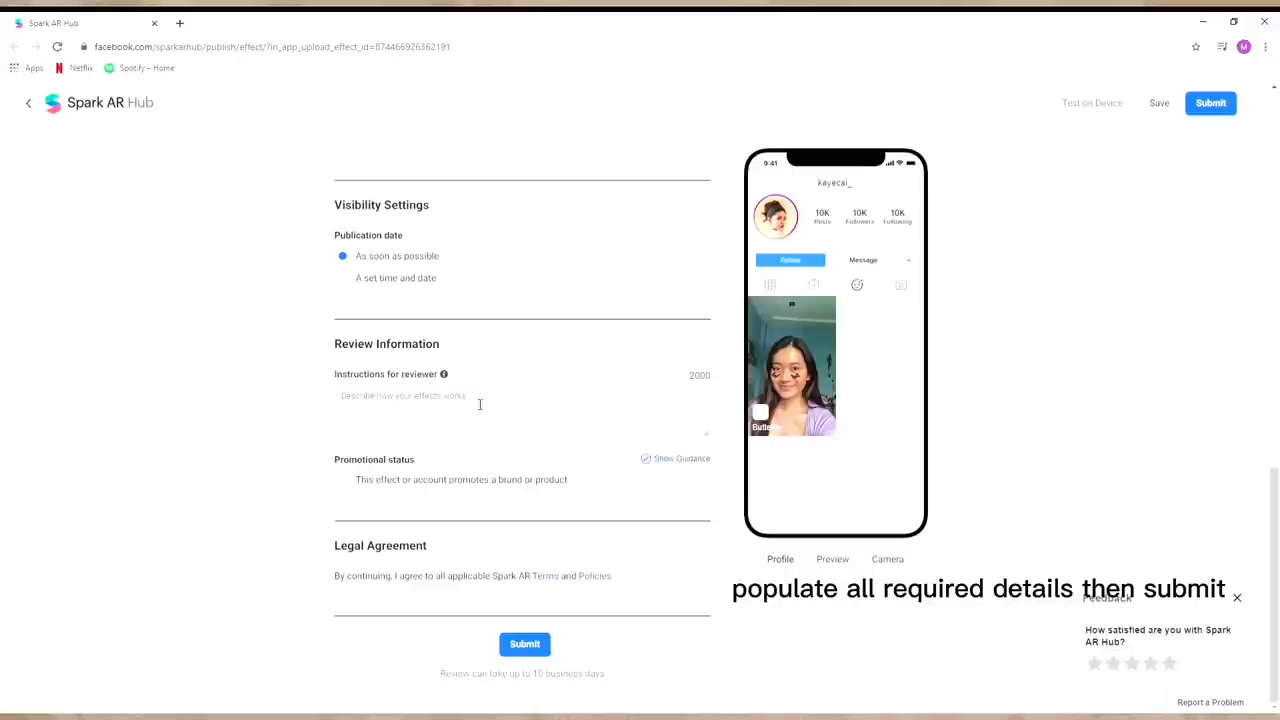 Spark AR Hub
facebook.com/sparkarhub/publish/effect/?in_app_upload_effect_id=874466926362191
M
Apps
Netflix
Spotify – Home
Spark AR Hub
Test on Device
Save
Submit
Visibility Settings
Publication date
As soon as possible
A set time and date
Review Information
Instructions for reviewer
2000
Describe how your effects works
Promotional status
Show Guidance
This effect or account promotes a brand or product
Legal Agreement
By continuing, I agree to all applicable Spark AR Terms and Policies
Submit
Review can take up to 10 business days
9:41
kayecai_
10K 10K 10K
Posts Followers Following
Follow
Message
Profile Preview Camera
populate all required details then submit
Feedback
How satisfied are you with Spark
AR Hub?
Report a Problem